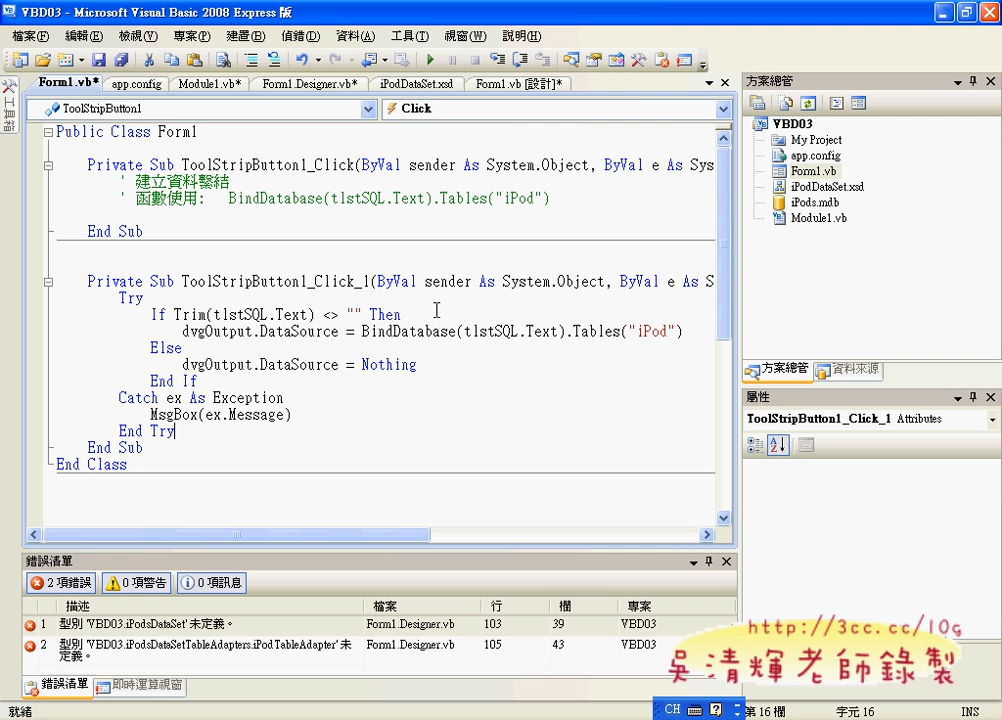 VBD03 - Microsoft Visual Basic 2008 Express 版
檔案(F) 編輯(E) 檢視(V) 專案(P) 建置(B) 偵錯(D) 資料(A) 工具(T) 視窗(W) 說明(H)
Form1.vb* app.config Module1.vb* Form1.Designer.vb* iPodDataSet.xsd Form1.vb [設計]*
工具箱
ToolStripButton1 Click
Public Class Form1
Private Sub ToolStripButton1_Click(ByVal sender As System.Object, ByVal e As Sys
' 建立資料繫結
' 函數使用: BindDatabase(tlstSQL.Text).Tables("iPod")
End Sub
Private Sub ToolStripButton1_Click_1(ByVal sender As System.Object, ByVal e As S
Try
If Trim(tlstSQL.Text) <> "" Then
dvgOutput.DataSource = BindDatabase(tlstSQL.Text).Tables("iPod")
Else
dvgOutput.DataSource = Nothing
End If
Catch ex As Exception
MsgBox(ex.Message)
End Try
End Sub
End Class
方案總管
VBD03
My Project
app.config
Form1.vb
iPodDataSet.xsd
iPods.mdb
Module1.vb
方案總管 資料來源
屬性
ToolStripButton1_Click_1 Attributes
錯誤清單
2 項錯誤 0 項警告 0 項訊息
描述 檔案 行 欄 專案
1 型別 'VBD03.iPodsDataSet' 未定義。 Form1.Designer.vb 103 39 VBD03
2 型別 'VBD03.iPodsDataSetTableAdapters.iPodTableAdapter' 未定義。 Form1.Designer.vb 105 43 VBD03
錯誤清單 即時運算視窗
http://3cc.cc/10g
吳清輝老師錄製
就緒 CH 第 16 欄 字元 16 INS